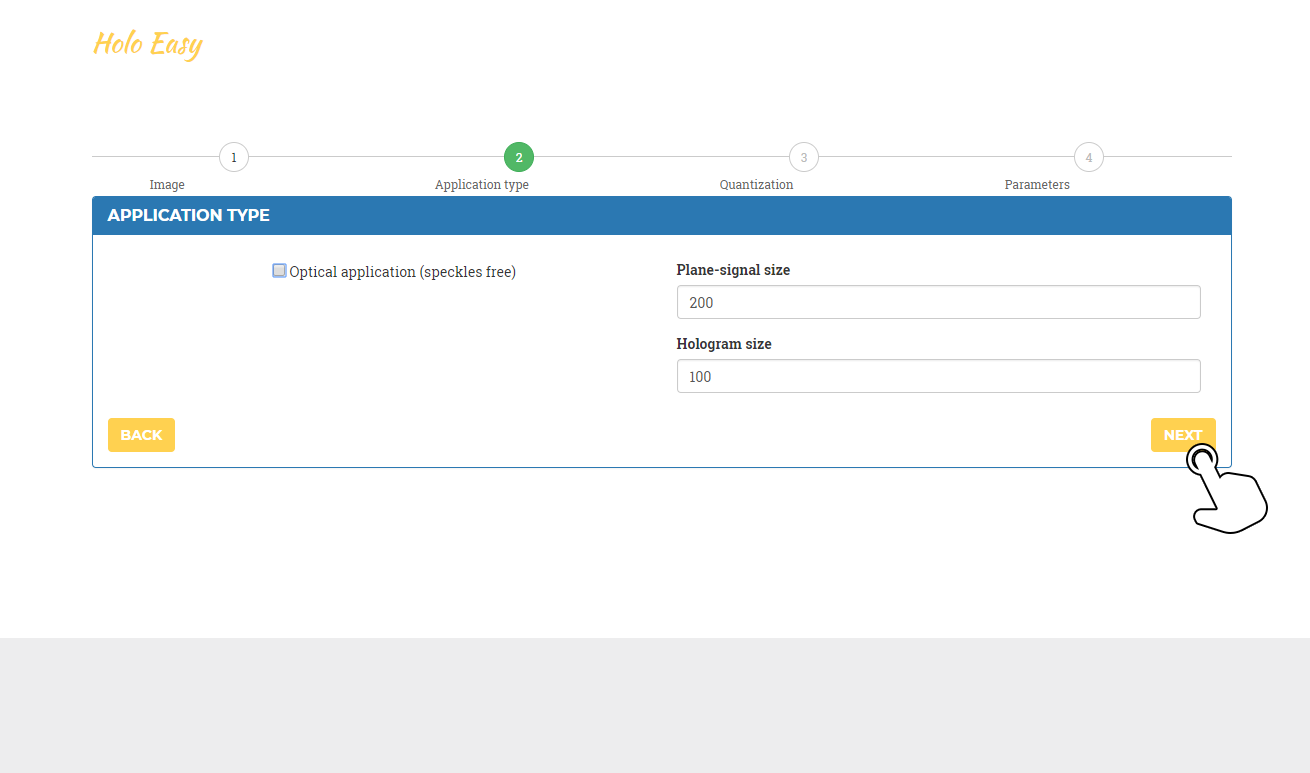 Holo Easy
1 2 3 4
Image Application type Quantization Parameters
APPLICATION TYPE
Optical application (speckles free)
Plane-signal size
200
Hologram size
100
BACK NEXT